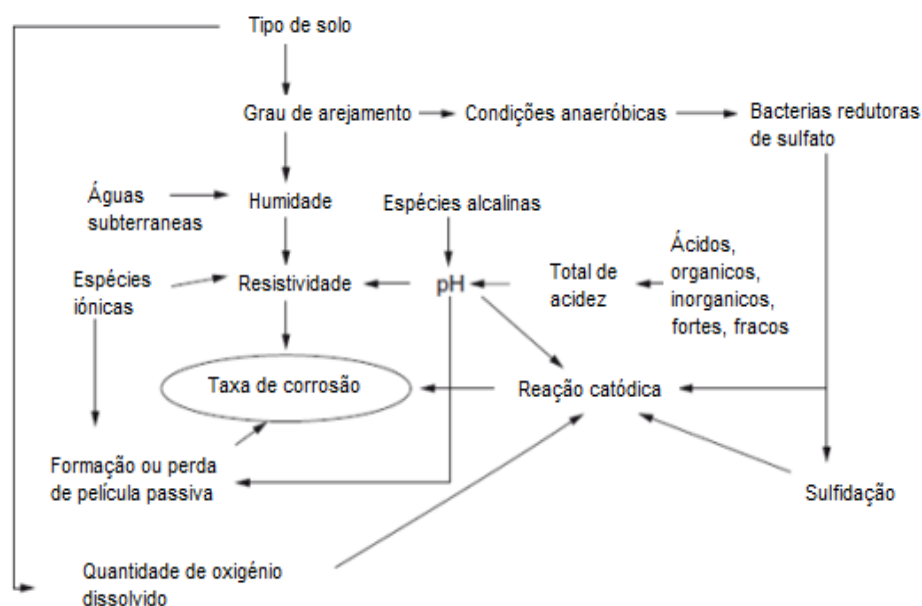 Tipo de solo
Grau de arejamento
Condições anaeróbicas
Bacterias redutoras
de sulfato
Águas
subterraneas
Humidade
Espécies alcalinas
Espécies
iónicas
Resistividade
pH
Total de
acidez
Ácidos,
organicos,
inorganicos,
fortes, fracos
Taxa de corrosão
Reação catódica
Formação ou perda
de película passiva
Sulfidação
Quantidade de oxigénio
dissolvido